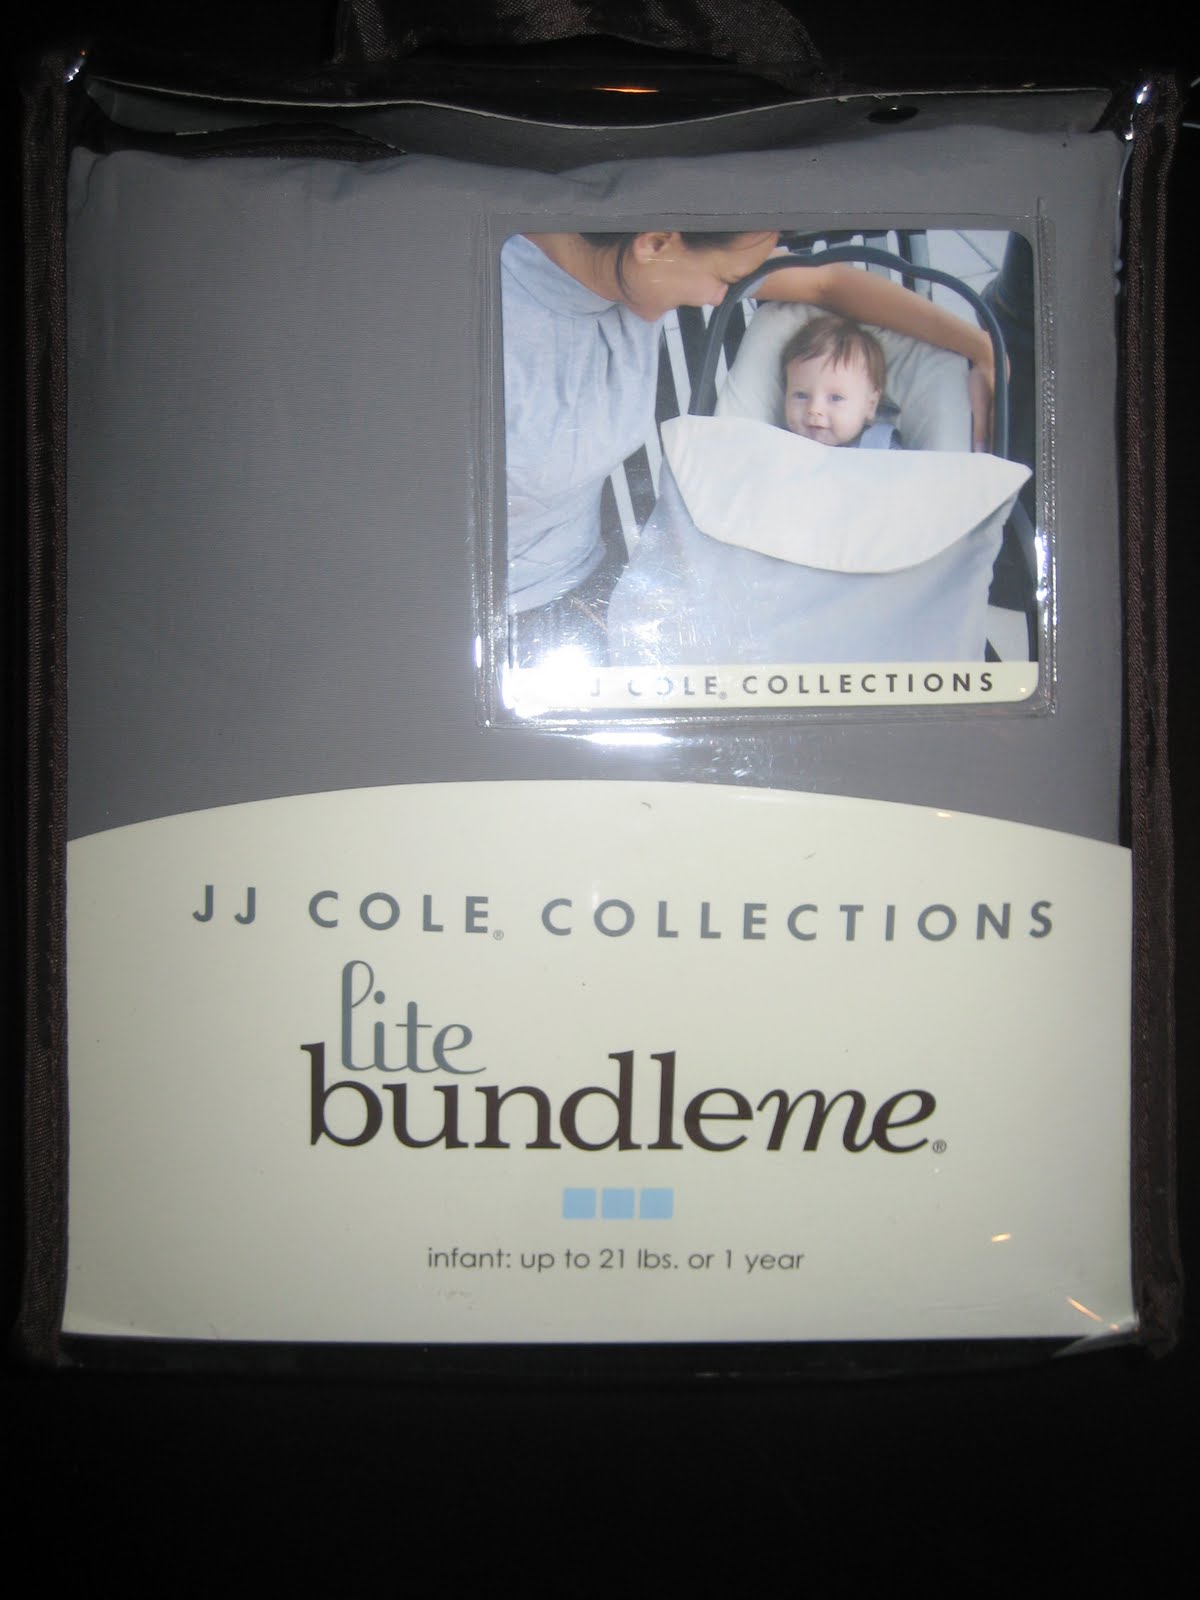 J COLE® COLLECTIONS
JJ COLE® COLLECTIONS
lite
bundleme®
infant: up to 21 lbs. or 1 year